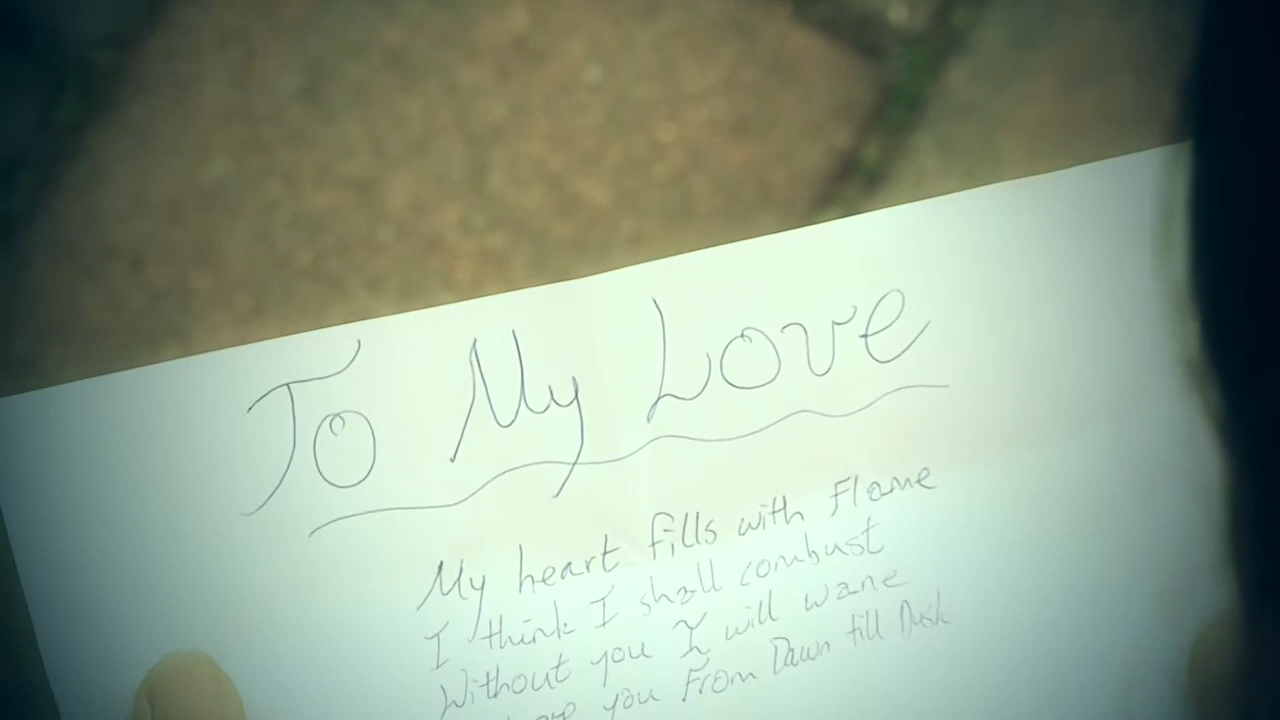 To My Love
My heart fills with Flame
I think I shall combust
Without you I will wane
you From Dawn till Dusk